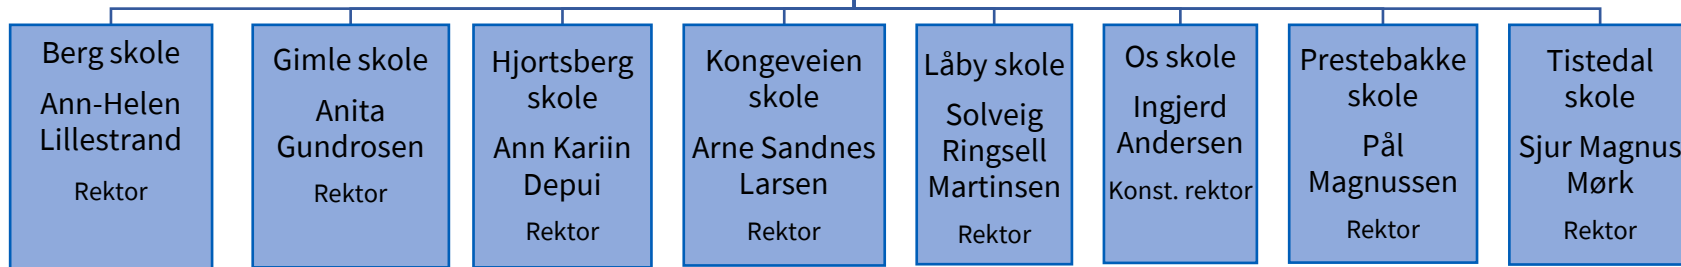 Berg skole
Ann-Helen
Lillestrand
Rektor
Gimle skole
Anita
Gundrosen
Rektor
Hjortsberg
skole
Ann Kariin
Depui
Rektor
Kongeveien
skole
Arne Sandnes
Larsen
Rektor
Låby skole
Solveig
Ringsell
Martinsen
Rektor
Os skole
Ingjerd
Andersen
Konst. rektor
Prestebakke
skole
Pål
Magnussen
Rektor
Tistedal
skole
Sjur Magnus
Mørk
Rektor